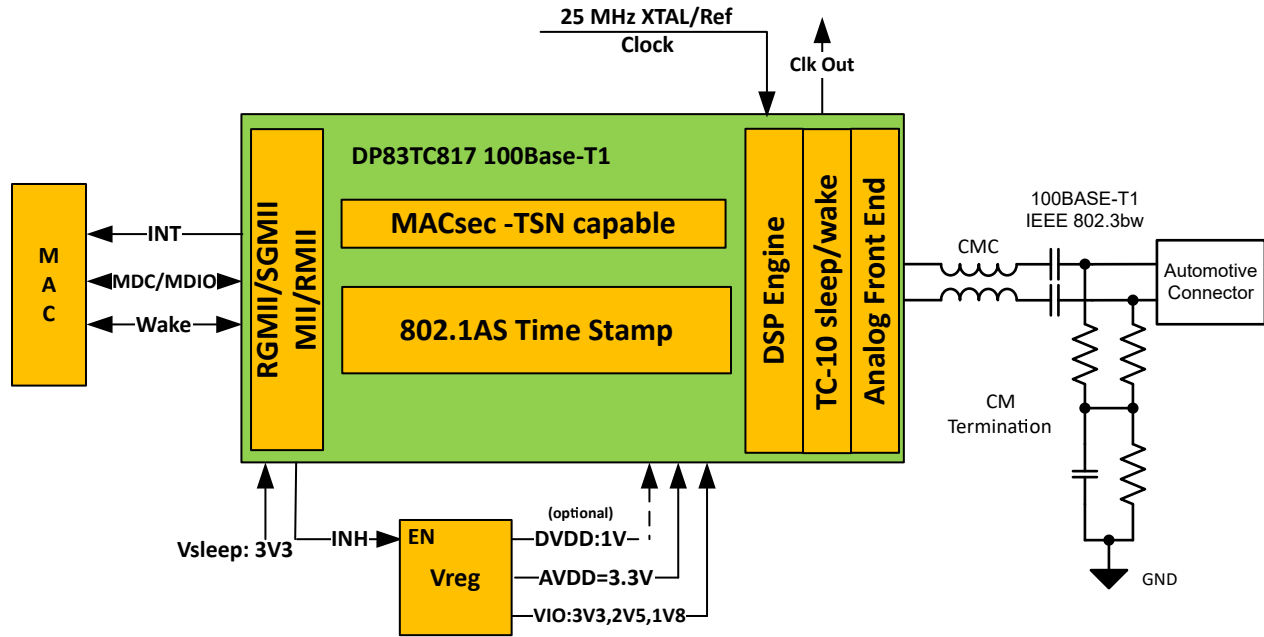 25 MHz XTAL/Ref
Clock
Clk Out
DP83TC817 100Base-T1
MACsec -TSN capable
802.1AS Time Stamp
RGMII/SGMII
MII/RMII
DSP Engine
TC-10 sleep/wake
Analog Front End
M
A
C
INT
MDC/MDIO
Wake
100BASE-T1
IEEE 802.3bw
CMC
Automotive
Connector
CM
Termination
GND
Vsleep: 3V3
INH
EN
Vreg
(optional)
DVDD:1V
AVDD=3.3V
VIO:3V3,2V5,1V8